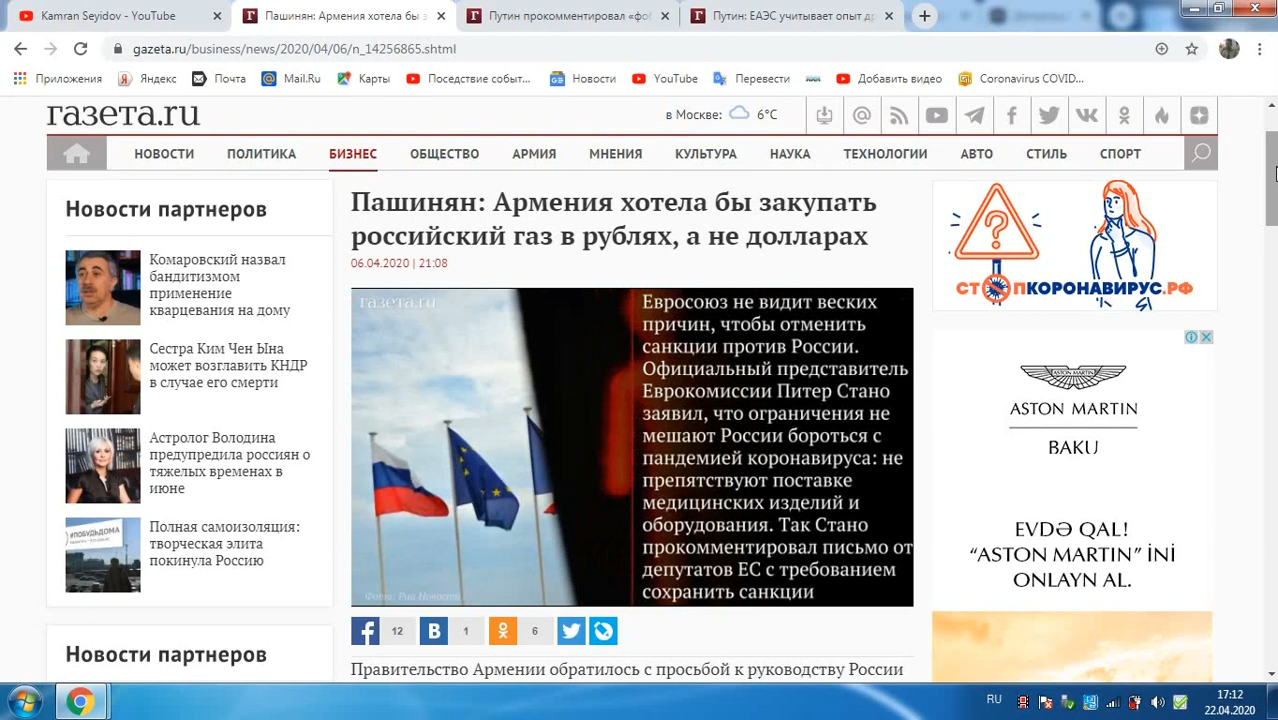 Kamran Seyidov - YouTube
Пашинян: Армения хотела бы з
Путин прокомментировал «фоб
Путин: ЕАЭС учитывает опыт др
gazeta.ru/business/news/2020/04/06/n_14256865.shtml
Приложения
Яндекс
Почта
Mail.Ru
Карты
Поседствие событ...
Новости
YouTube
Перевести
Добавить видео
Coronavirus COVID...
газета.ru
в Москве: 6°C
НОВОСТИ ПОЛИТИКА БИЗНЕС ОБЩЕСТВО АРМИЯ МНЕНИЯ КУЛЬТУРА НАУКА ТЕХНОЛОГИИ АВТО СТИЛЬ СПОРТ
Новости партнеров
Комаровский назвал
бандитизмом
применение
кварцевания на дому
Сестра Ким Чен Ына
может возглавить КНДР
в случае его смерти
Астролог Володина
предупредила россиян о
тяжелых временах в
июне
#ПОБУДЬДОМА
Полная самоизоляция:
творческая элита
покинула Россию
Новости партнеров
Пашинян: Армения хотела бы закупать
российский газ в рублях, а не долларах
06.04.2020 | 21:08
газета.ru
Евросоюз не видит веских
причин, чтобы отменить
санкции против России.
Официальный представитель
Еврокомиссии Питер Стано
заявил, что ограничения не
мешают России бороться с
пандемией коронавируса: не
препятствуют поставке
медицинских изделий и
оборудования. Так Стано
прокомментировал письмо от
депутатов ЕС с требованием
сохранить санкции
Фото: Риа Новости
12
1
6
Правительство Армении обратилось с просьбой к руководству России
СТОПКОРОНАВИРУС.РФ
ASTON MARTIN
BAKU
EVDƏ QAL!
“ASTON MARTIN” İNİ
ONLAYN AL.
RU
17:12
22.04.2020